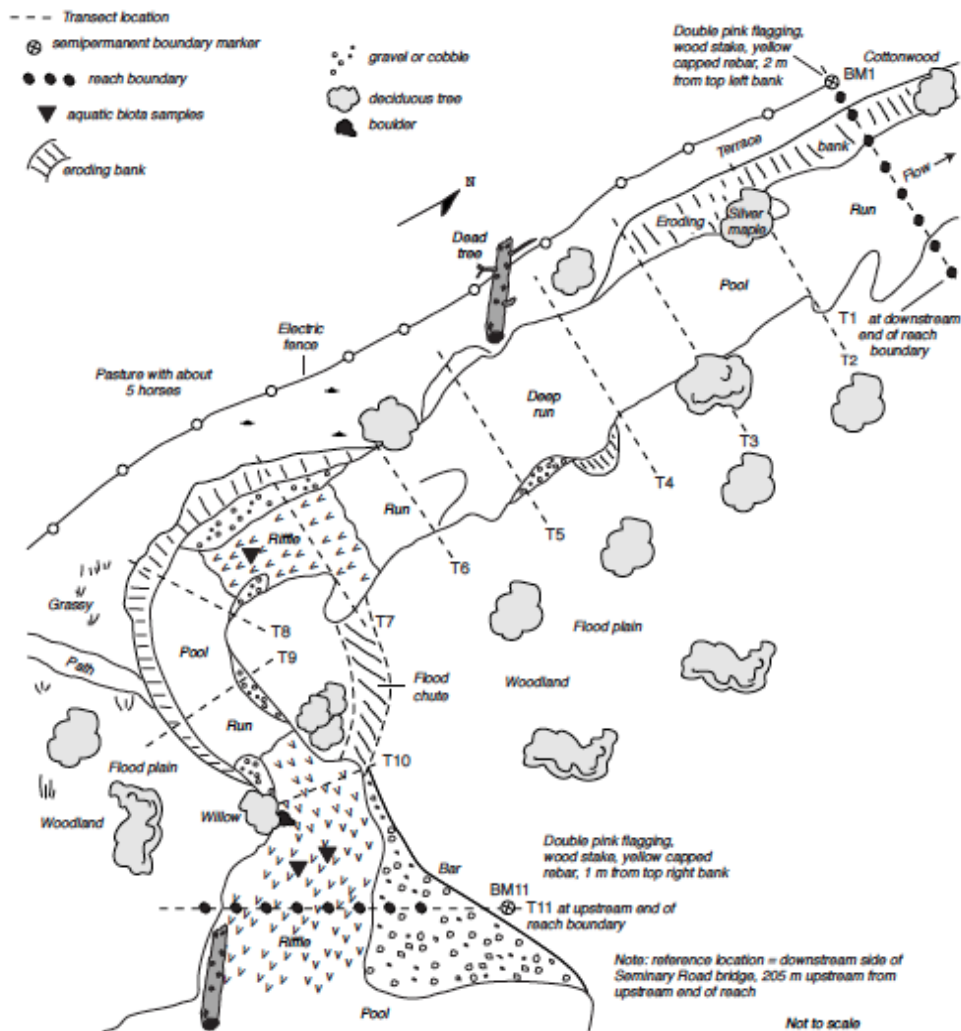 Transect location
semipermanent boundary marker
reach boundary
aquatic biota samples
eroding bank
gravel or cobble
deciduous tree
boulder
Double pink flagging,
wood stake, yellow
capped rebar, 2 m
from top left bank
BM1
Cottonwood
Terrace
bank
Flow
Eroding
Silver
maple
Run
N
Dead
tree
Pool
T1 at downstream
end of reach
boundary
T2
Electric
fence
Pasture with about
5 horses
Deep
run
T3
T4
Run
T5
Riffle
T6
Grassy
T8
T7
Flood plain
Pool
T9
Path
Flood
chute
Woodland
Run
T10
Flood plain
Woodland
Willow
Double pink flagging,
wood stake, yellow capped
rebar, 1 m from top right bank
Bar
BM11
T11 at upstream end of
reach boundary
Riffle
Note: reference location = downstream side of
Seminary Road bridge, 205 m upstream from
upstream end of reach
Pool
Not to scale